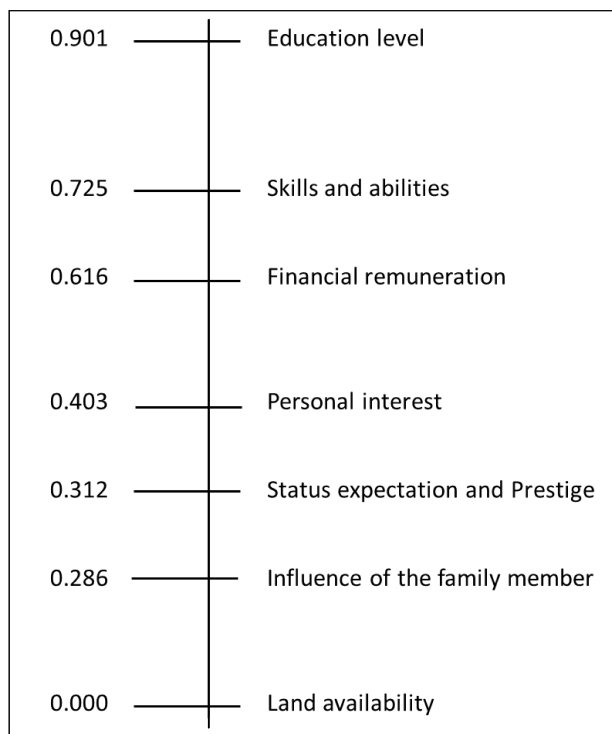 0.901 Education level
0.725 Skills and abilities
0.616 Financial remuneration
0.403 Personal interest
0.312 Status expectation and Prestige
0.286 Influence of the family member
0.000 Land availability